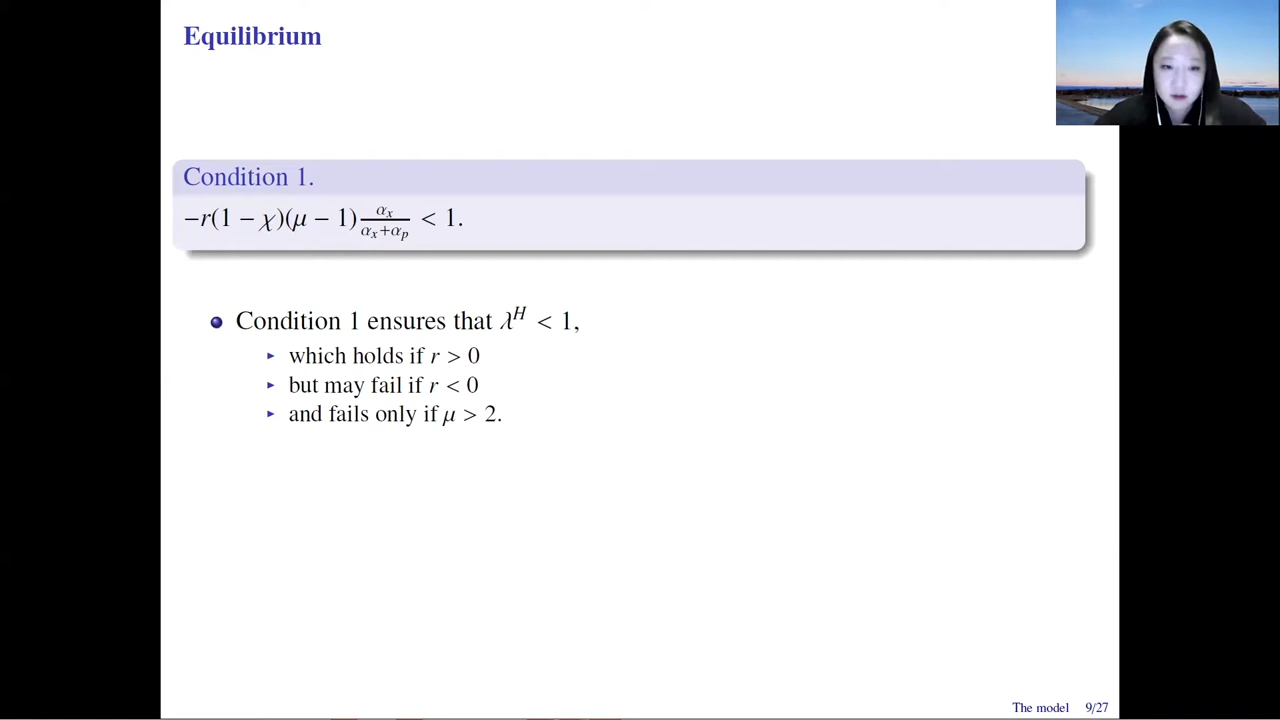 Equilibrium
Condition 1.
−r(1 − χ)(μ − 1) αₓ/(αₓ+αₚ) < 1.
Condition 1 ensures that λᴴ < 1,
which holds if r > 0
but may fail if r < 0
and fails only if μ > 2.
The model 9/27